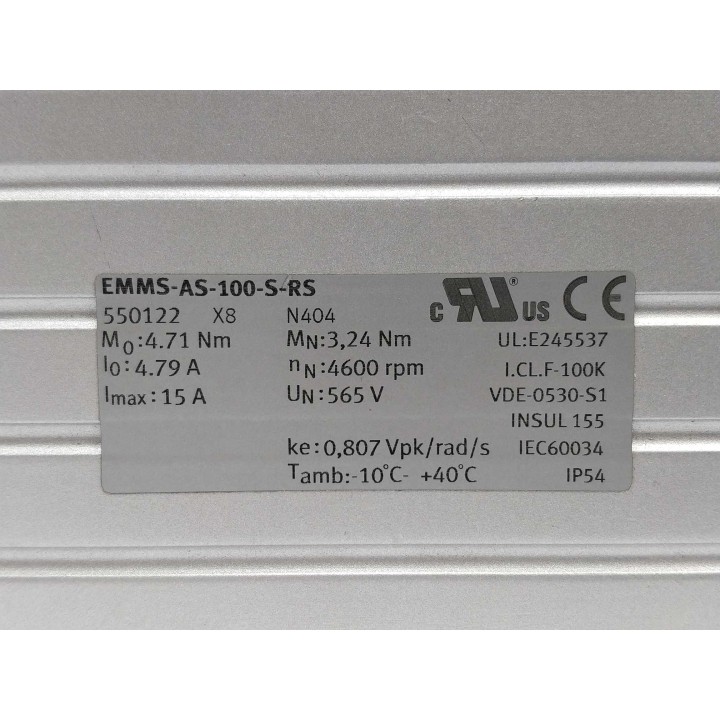 EMMS-AS-100-S-RS
550122 X8 N404
c RU ® US CE
M0:4.71 Nm MN:3,24 Nm UL:E245537
I0:4.79 A nN:4600 rpm I.CL.F-100K
Imax:15 A UN:565 V VDE-0530-S1
INSUL 155
ke:0,807 Vpk/rad/s IEC60034
Tamb:-10°C- +40°C IP54